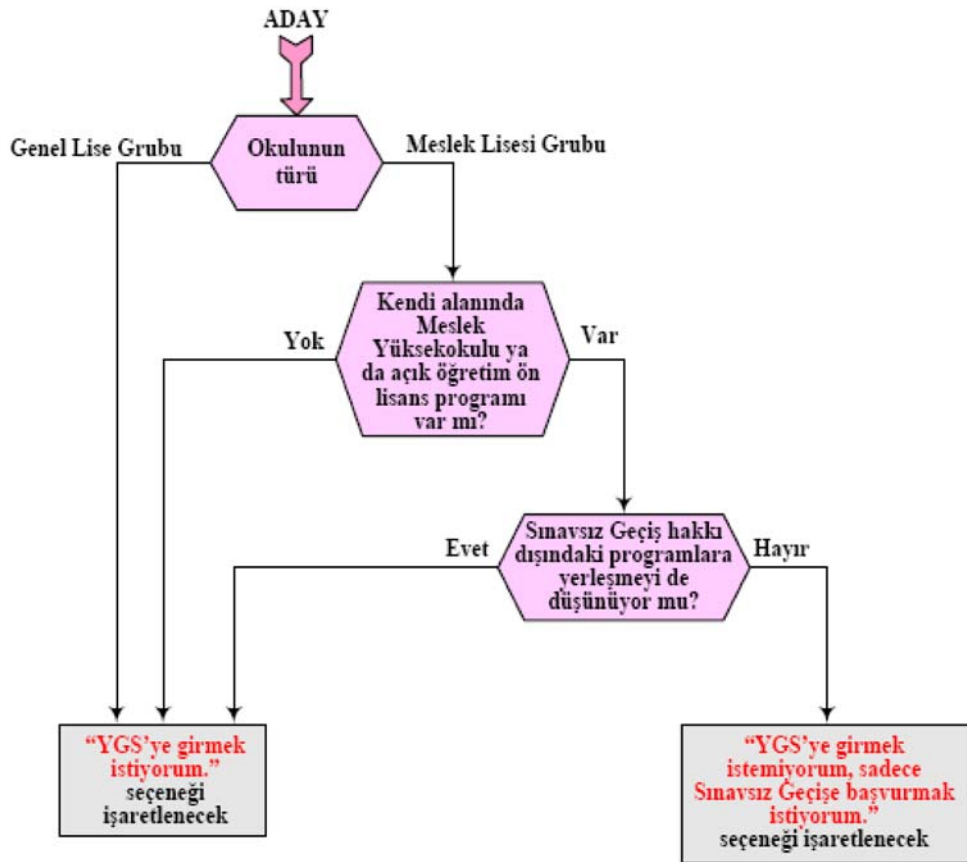 ADAY
Genel Lise Grubu
Okulunun
türü
Meslek Lisesi Grubu
Kendi alanında
Meslek
Yüksekokulu ya
da açık öğretim ön
lisans programı
var mı?
Yok
Var
Sınavsız Geçiş hakkı
dışındaki programlara
yerleşmeyi de
düşünüyor mu?
Evet
Hayır
“YGS’ye girmek
istiyorum.”
seçeneği
işaretlenecek
“YGS’ye girmek
istemiyorum, sadece
Sınavsız Geçişe başvurmak
istiyorum.”
seçeneği işaretlenecek